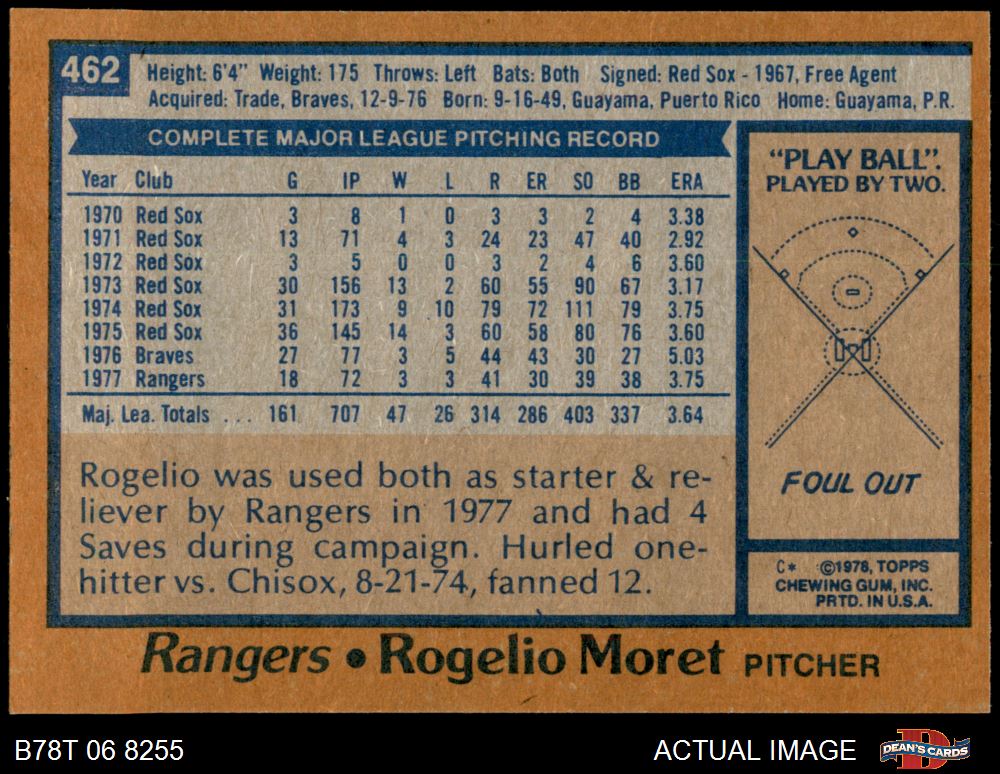 462
Height: 6'4" Weight: 175 Throws: Left Bats: Both Signed: Red Sox - 1967, Free Agent
Acquired: Trade, Braves, 12-9-76 Born: 9-16-49, Guayama, Puerto Rico Home: Guayama, P.R.
COMPLETE MAJOR LEAGUE PITCHING RECORD
Year Club G IP W L R ER SO BB ERA
1970 Red Sox 3 8 1 0 3 3 2 4 3.38
1971 Red Sox 13 71 4 3 24 23 47 40 2.92
1972 Red Sox 3 5 0 0 3 2 4 6 3.60
1973 Red Sox 30 156 13 2 60 55 90 67 3.17
1974 Red Sox 31 173 9 10 79 72 111 79 3.75
1975 Red Sox 36 145 14 3 60 58 80 76 3.60
1976 Braves 27 77 3 5 44 43 30 27 5.03
1977 Rangers 18 72 3 3 41 30 39 38 3.75
Maj. Lea. Totals . . . 161 707 47 26 314 286 403 337 3.64
Rogelio was used both as starter & re-
liever by Rangers in 1977 and had 4
Saves during campaign. Hurled one-
hitter vs. Chisox, 8-21-74, fanned 12.
"PLAY BALL".
PLAYED BY TWO.
FOUL OUT
C* ©1978, TOPPS
CHEWING GUM, INC.
PRTD. IN U.S.A.
Rangers • Rogelio Moret PITCHER
B78T 06 8255
ACTUAL IMAGE
D
DEAN'S CARDS